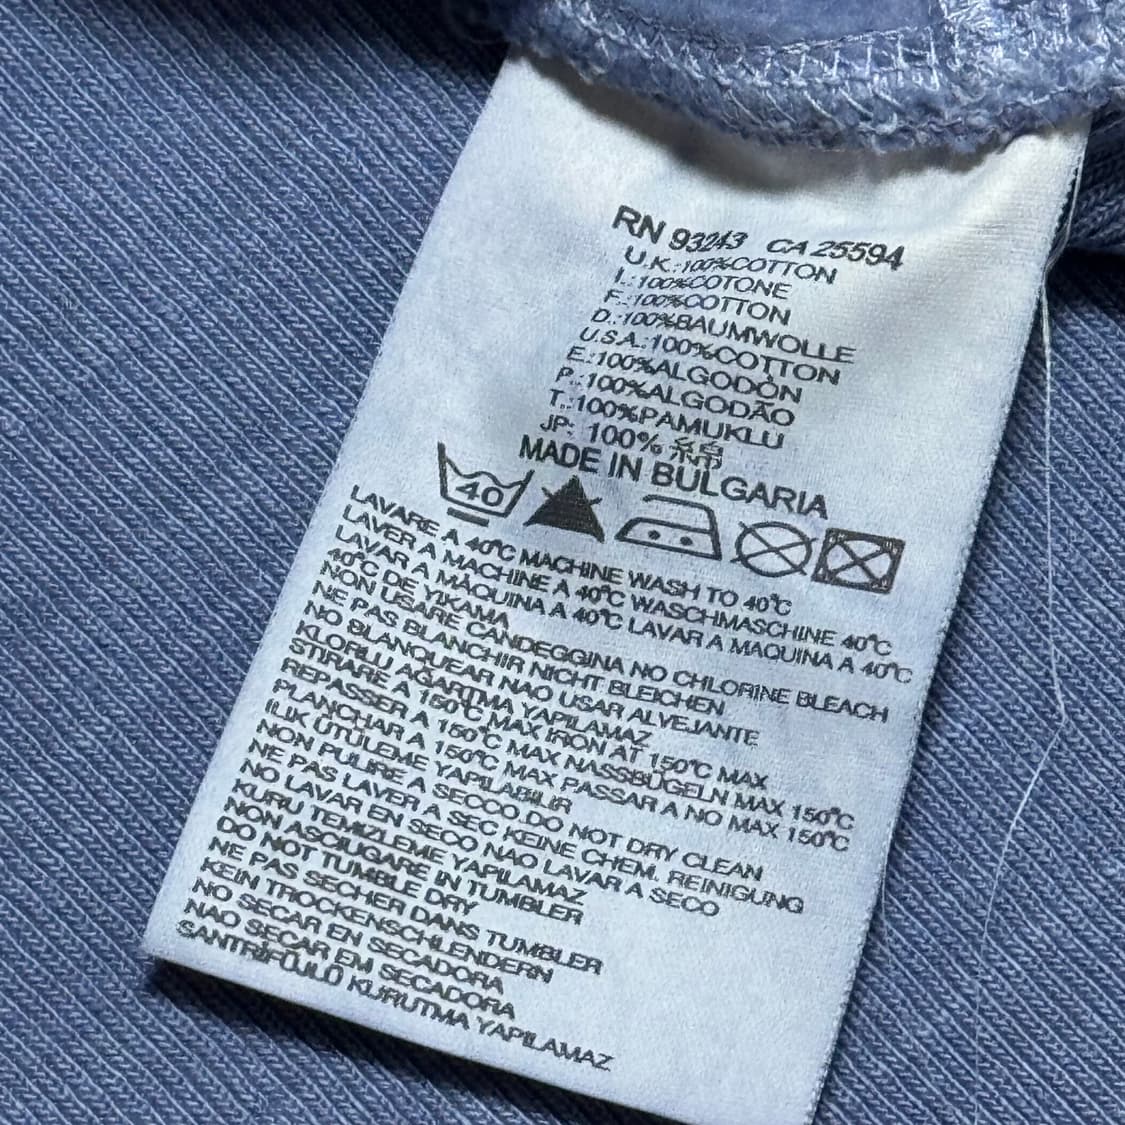 RN 93243 CA 25594
U.K.:100%COTTON
I.:100%COTONE
F.:100%COTTON
D.:100%BAUMWOLLE
U.S.A.:100%COTTON
E.:100%ALGODÒN
P.:100%ALGODÃO
T.:100%PAMUKLU
JP: 100% 綿
MADE IN BULGARIA
40
LAVARE A 40°C MACHINE WASH TO 40°C
LAVER A MACHINE A 40°C WASCHMASCHINE 40°C
LAVAR A MÁQUINA A 40°C LAVAR A MAQUINA A 40°C
40°C DE YIKAMA
NON USARE CANDEGGINA NO CHLORINE BLEACH
NE PAS BLANCHIR NICHT BLEICHEN
NO BLANQUEAR NAO USAR ALVEJANTE
KLORILU AĞARTMA YAPILAMAZ
STIRARE A 150°C MAX IRON AT 150°C MAX
REPASSER A 150°C MAX NASSBÜGELN MAX 150°C
PLANCHAR A 150°C MAX PASSAR A NO MAX 150°C
ILIK ÜTÜLEME YAPILABILIR
NON PULIRE A SECCO.DO NOT DRY CLEAN
NE PAS LAVER A SEC KEINE CHEM. REINIGUNG
NO LAVAR EN SECO NAO LAVAR A SECO
KURU TEMIZLEME YAPILAMAZ
NON ASCIUGARE IN TUMBLER
DO NOT TUMBLE DRY
NE PAS SECHER DANS TUMBLER
KEIN TROCKENSCHLENDERN
NO SECAR EN SECADORA
NAO SECAR EM SECADORA
SANTRİFÜJLÜ KURUTMA YAPILAMAZ